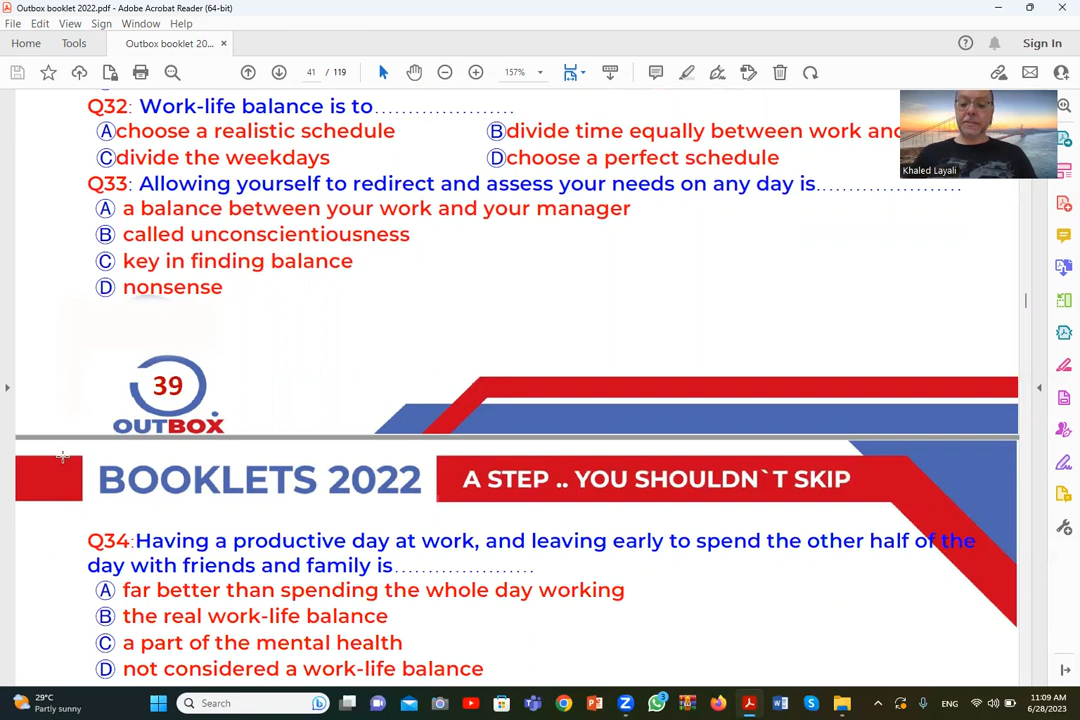 Outbox booklet 2022.pdf - Adobe Acrobat Reader (64-bit)
File Edit View Sign Window Help
Home Tools Outbox booklet 20... × Sign In
41 / 119 157%
Q32: Work-life balance is to....................
A choose a realistic schedule B divide time equally between work and
C divide the weekdays D choose a perfect schedule
Khaled Layali
Q33: Allowing yourself to redirect and assess your needs on any day is....................
A a balance between your work and your manager
B called unconscientiousness
C key in finding balance
D nonsense
39
OUTBOX
BOOKLETS 2022 A STEP .. YOU SHOULDN`T SKIP
Q34:Having a productive day at work, and leaving early to spend the other half of the
day with friends and family is....................
A far better than spending the whole day working
B the real work-life balance
C a part of the mental health
D not considered a work-life balance
29°C
Partly sunny
Search
3
ENG
11:09 AM
6/28/2023